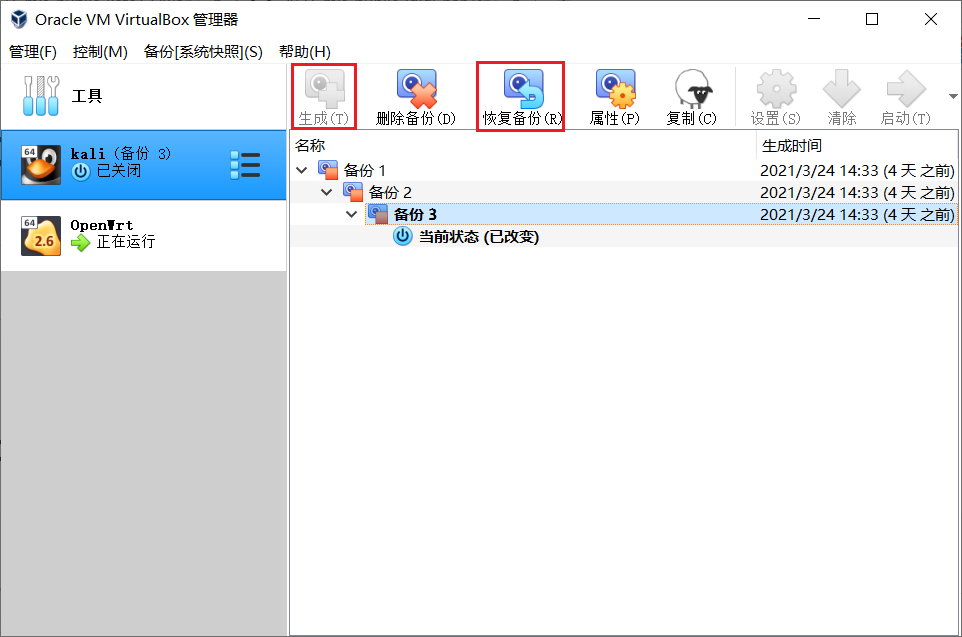 Oracle VM VirtualBox 管理器
管理(F) 控制(M) 备份[系统快照](S) 帮助(H)
工具
生成(T) 删除备份(D) 恢复备份(R) 属性(P) 复制(C) 设置(S) 清除 启动(T)
64
kali (备份 3)
已关闭
64
2.6
OpenWrt
正在运行
名称 生成时间
备份 1 2021/3/24 14:33 (4 天 之前)
备份 2 2021/3/24 14:33 (4 天 之前)
备份 3 2021/3/24 14:33 (4 天 之前)
当前状态 (已改变)